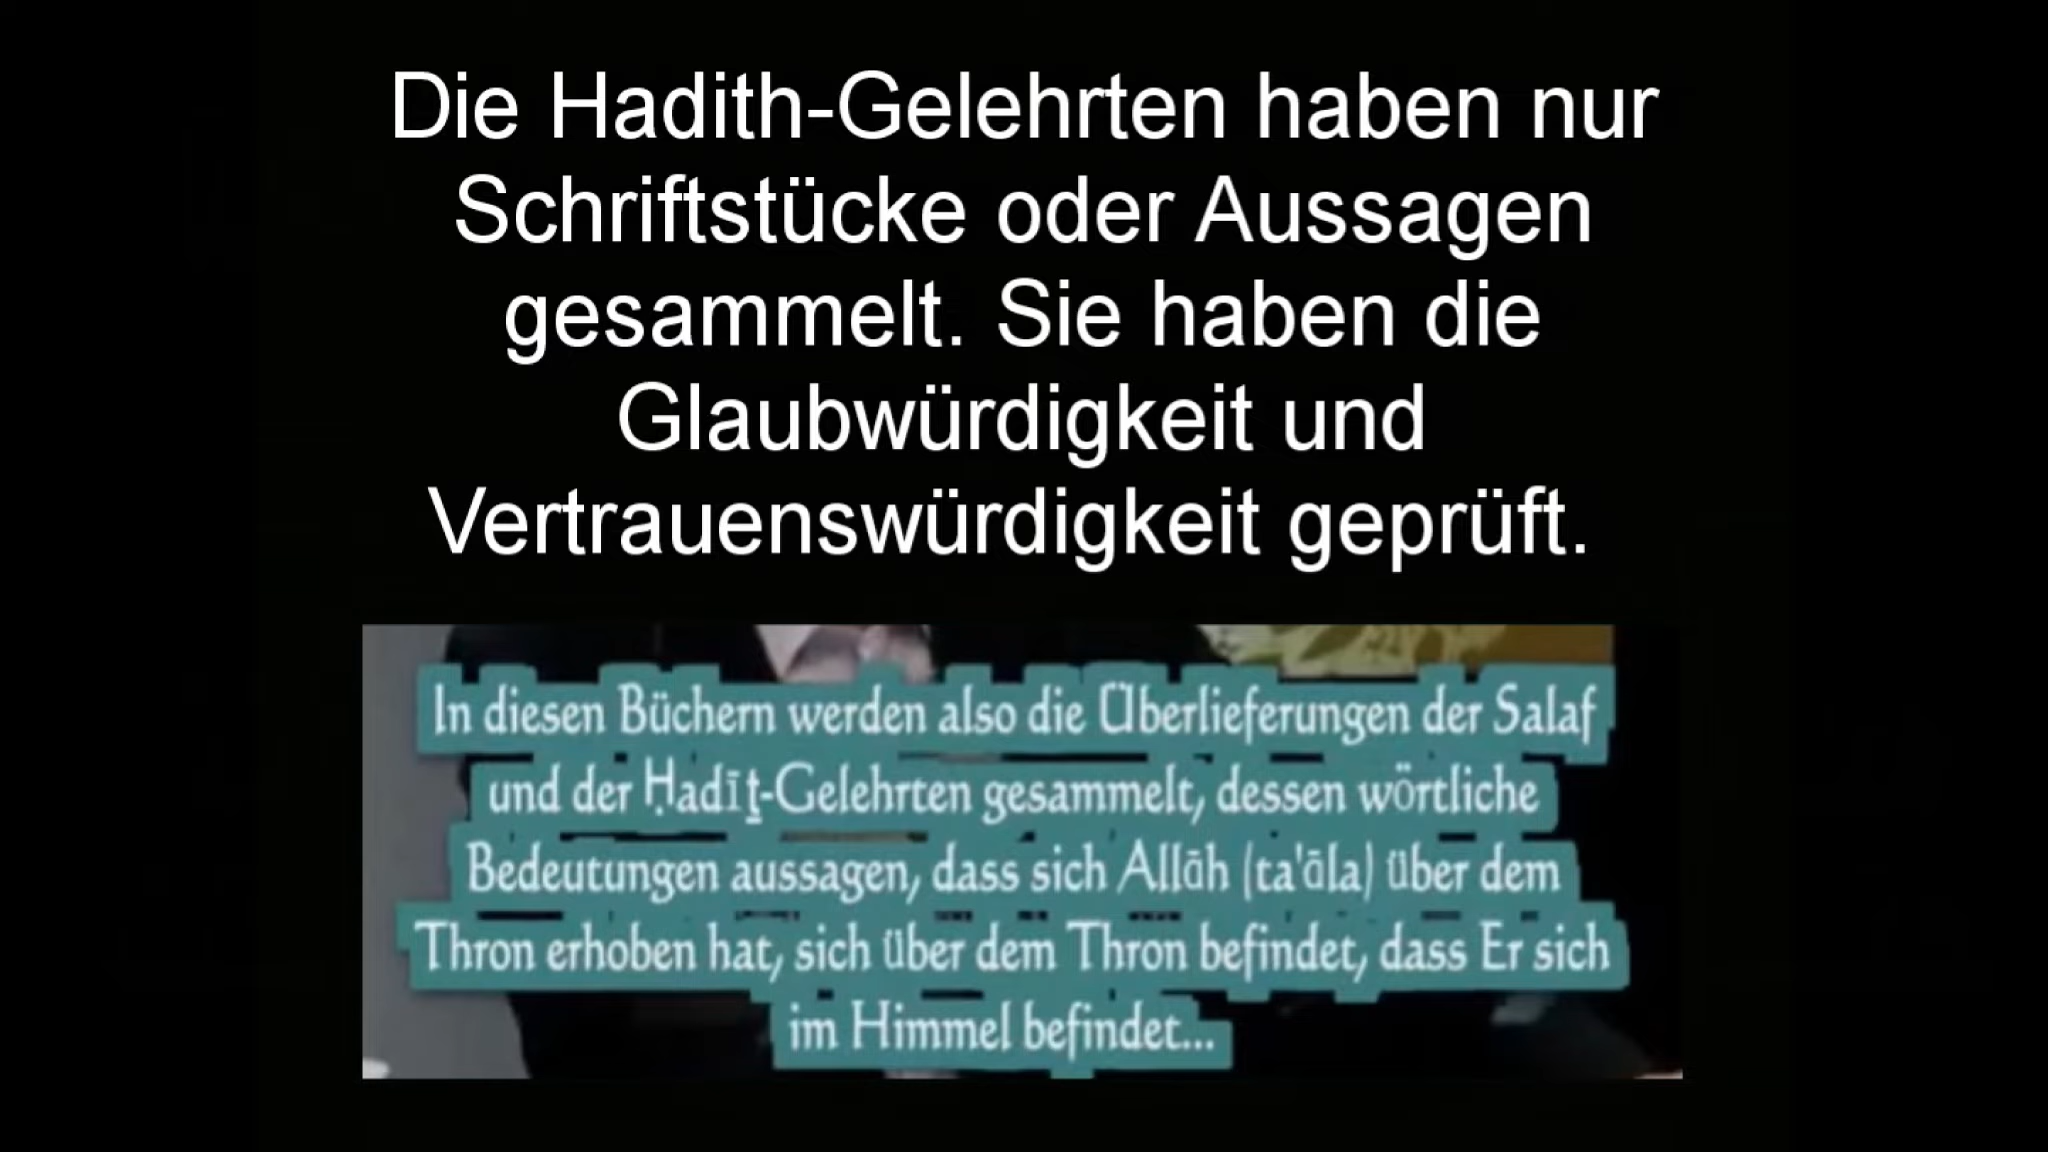 Die Hadith-Gelehrten haben nur
Schriftstücke oder Aussagen
gesammelt. Sie haben die
Glaubwürdigkeit und
Vertrauenswürdigkeit geprüft.
In diesen Büchern werden also die Überlieferungen der Salaf
und der Ḥadīṯ-Gelehrten gesammelt, dessen wörtliche
Bedeutungen aussagen, dass sich Allāh (ta'āla) über dem
Thron erhoben hat, sich über dem Thron befindet, dass Er sich
im Himmel befindet...